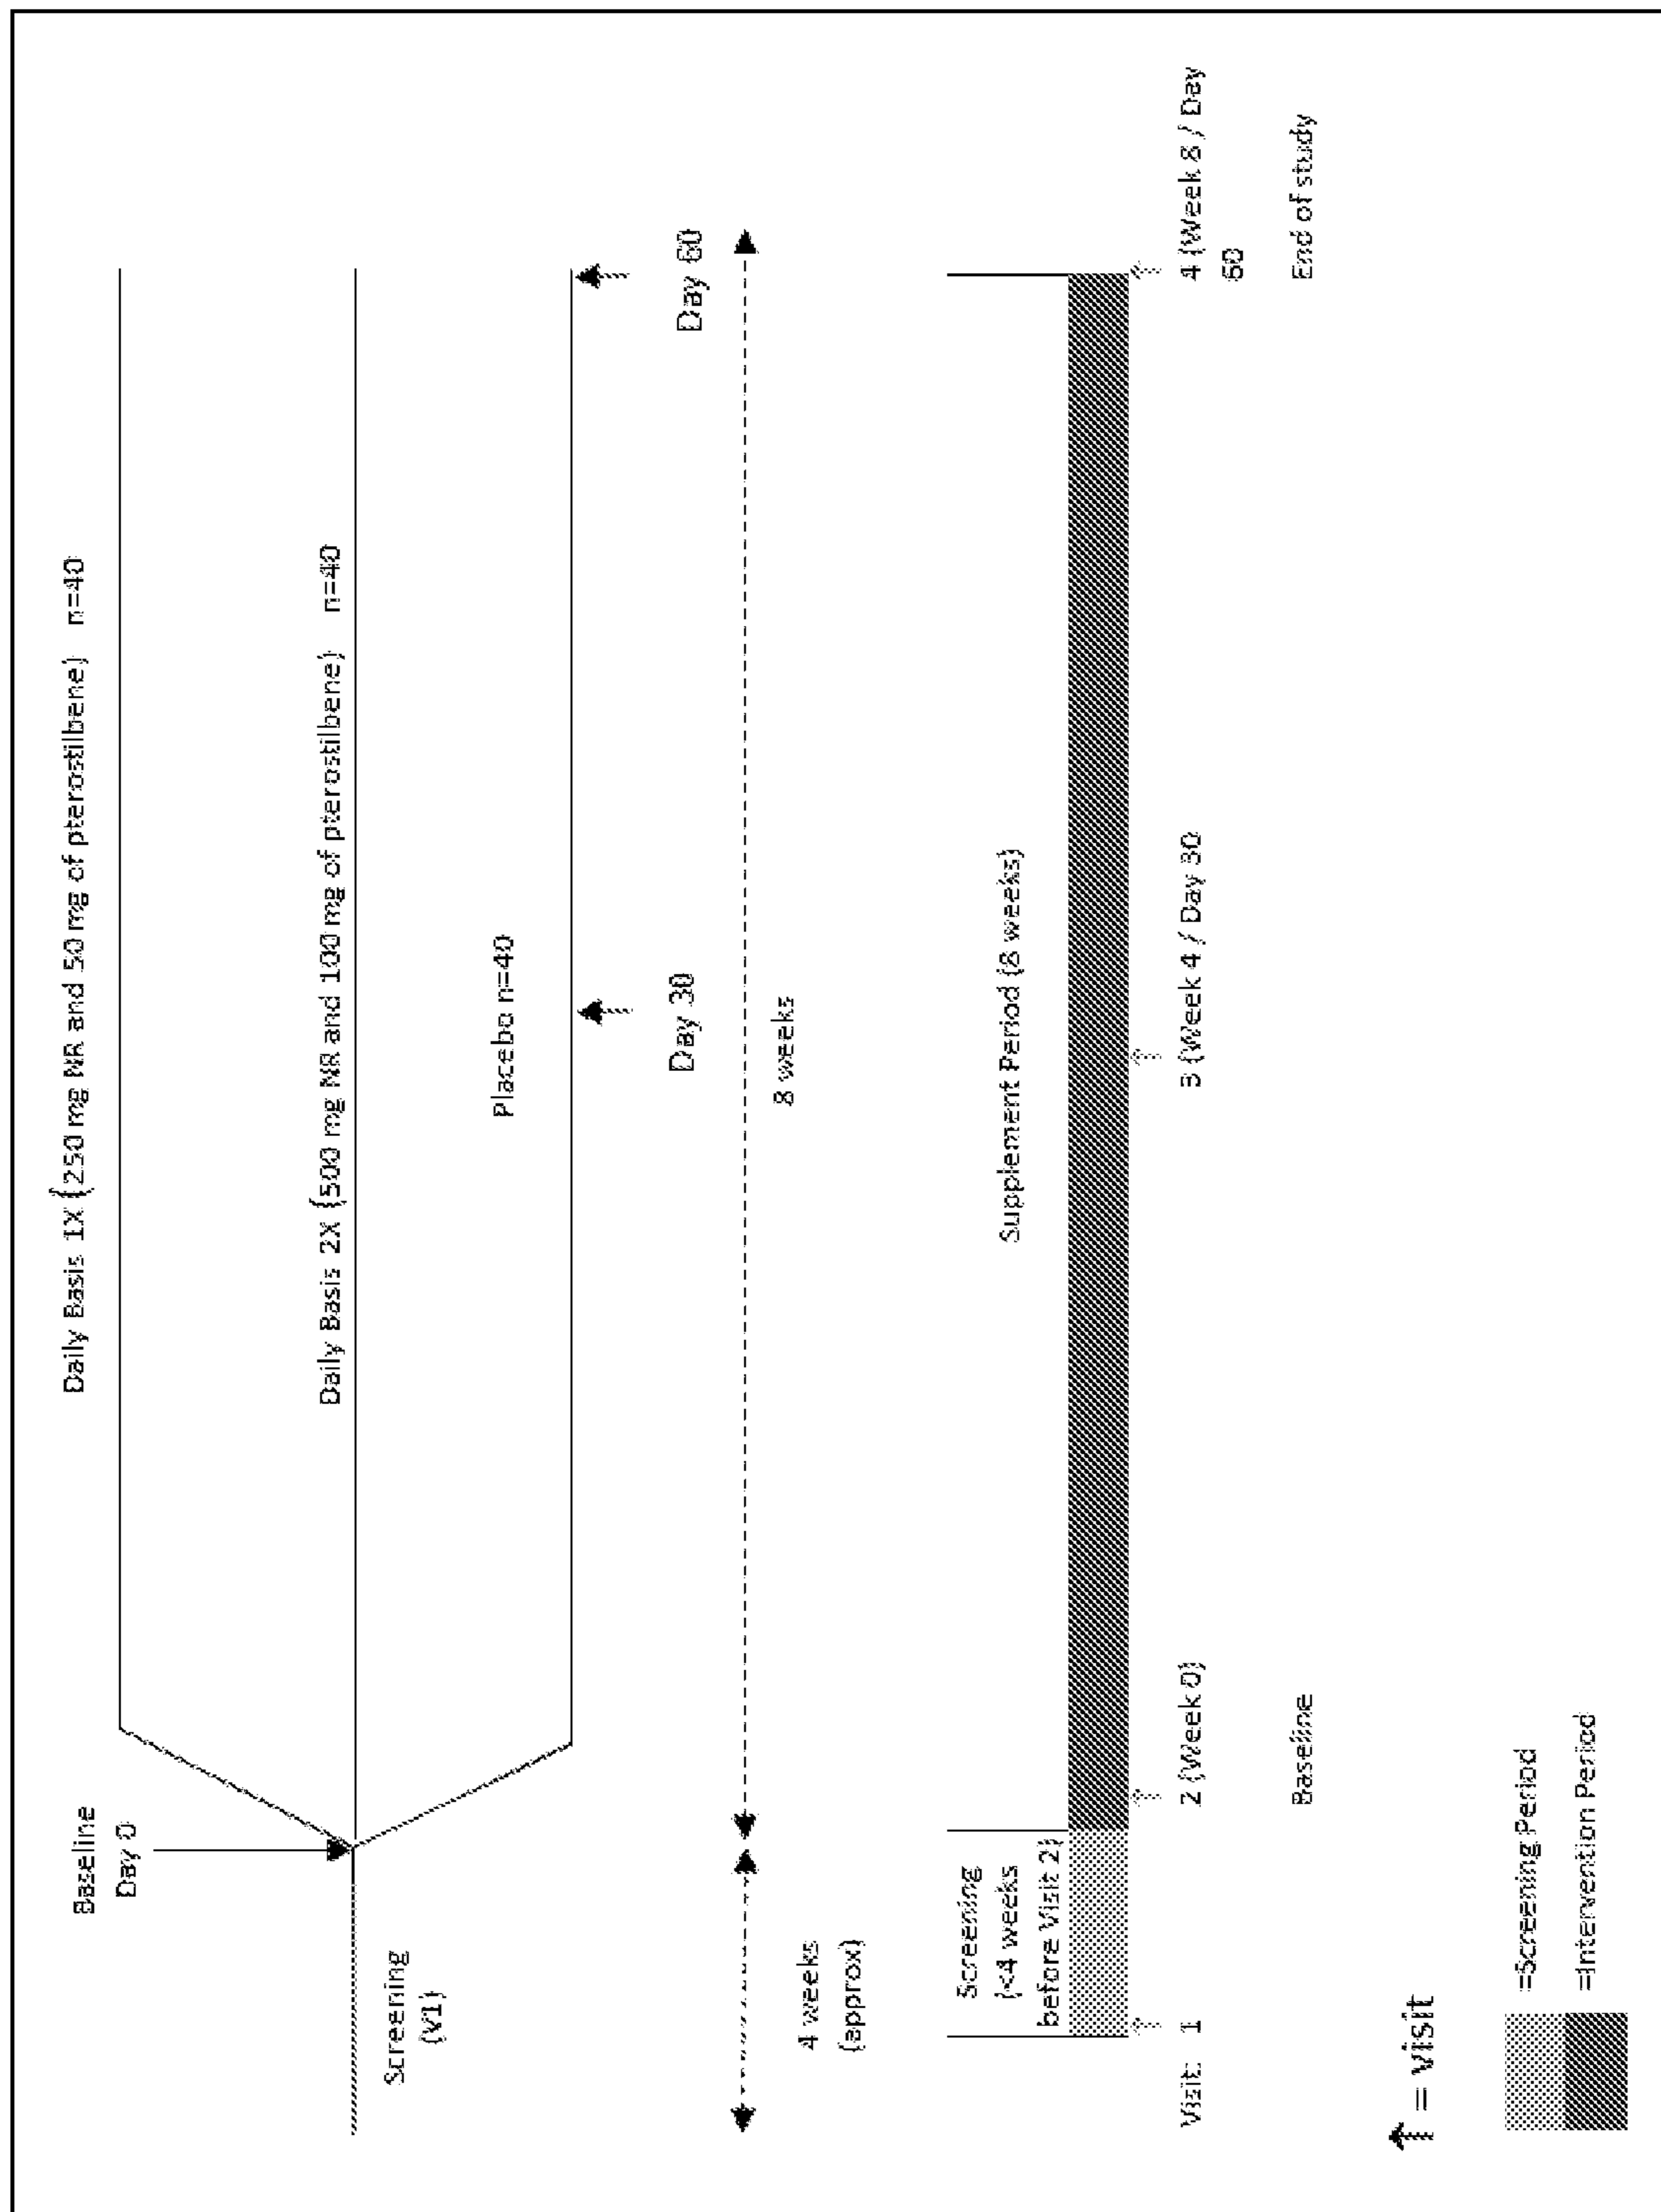 Daily Basis 1X (250 mg NR and 50 mg of pterostilbene) n=40
Baseline
Day 0
Daily Basis 2X (500 mg NR and 100 mg of pterostilbene) n=40
Screening
(V1)
Placebo n=40
Day 30
Day 60
4 weeks
(approx)
8 weeks
Screening
(<4 weeks
before Visit 2)
Supplement Period (8 weeks)
Visit: 1
2 (Week 0)
Baseline
3 (Week 4 / Day 30
4 (Week 8 / Day
60
End of study
= visit
=Screening Period
=Intervention Period